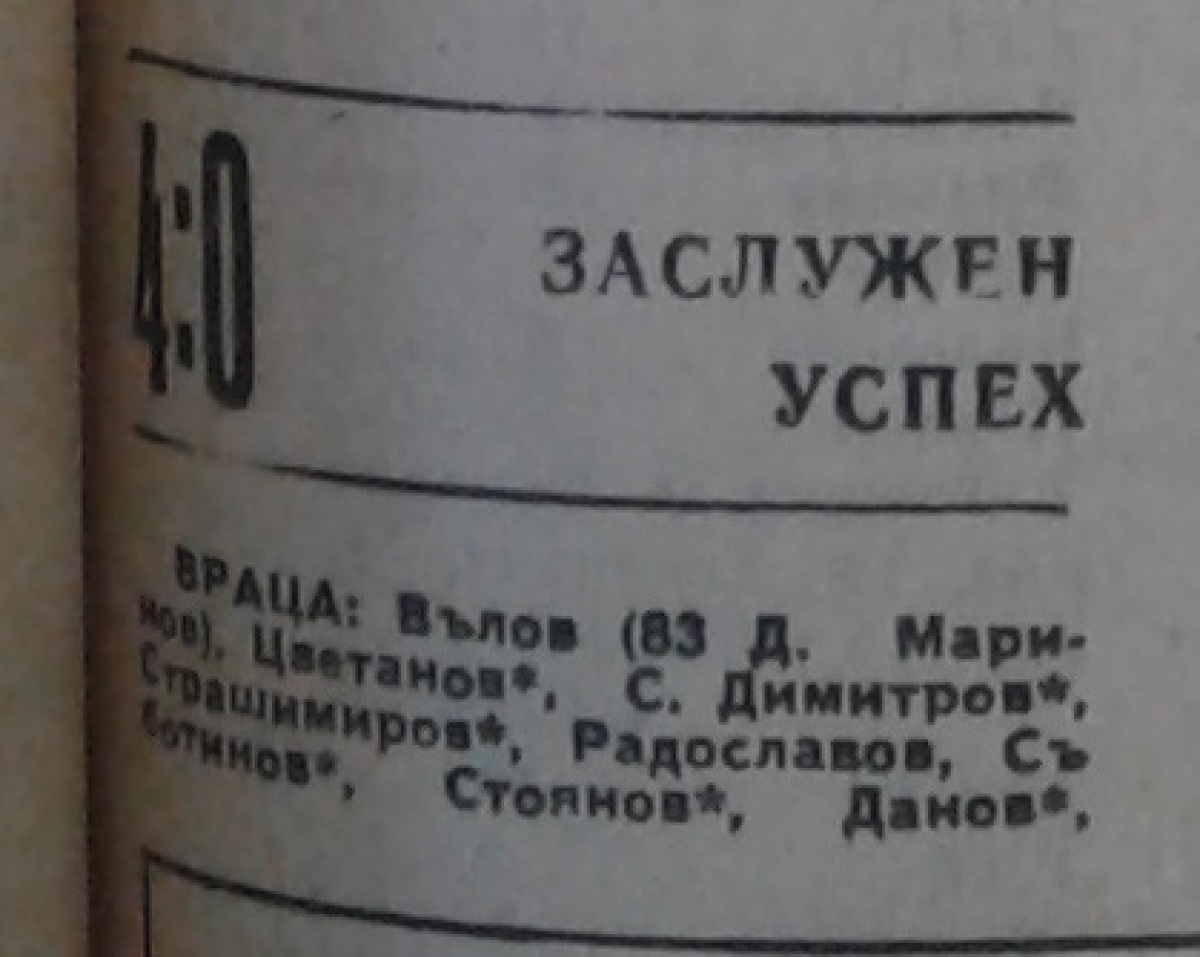 4:0
ЗАСЛУЖЕН
УСПЕХ
ВРАЦА: Вълов (83 Д. Мари-
нов), Цветанов*, С. Димитров*,
Страшимиров*, Радославов, Съ
ботинов*, Стоянов*, Данов*,